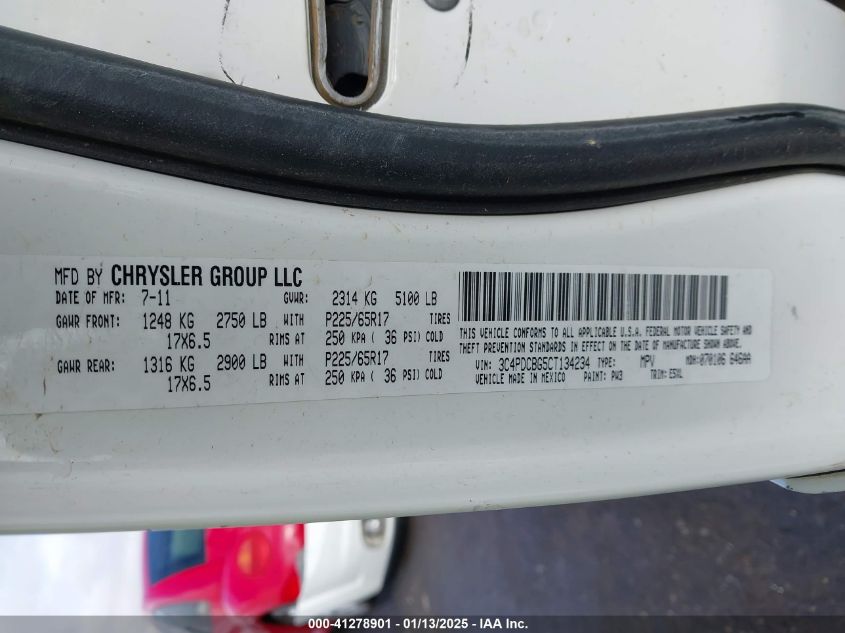 MFD BY CHRYSLER GROUP LLC
DATE OF MFR: 7-11 GVWR: 2314 KG 5100 LB
GAWR FRONT: 1248 KG 2750 LB WITH P225/65R17 TIRES
17X6.5 RIMS AT 250 KPA ( 36 PSI) COLD
GAWR REAR: 1316 KG 2900 LB WITH P225/65R17 TIRES
17X6.5 RIMS AT 250 KPA ( 36 PSI) COLD
THIS VEHICLE CONFORMS TO ALL APPLICABLE U.S.A. FEDERAL MOTOR VEHICLE SAFETY AND
THEFT PREVENTION STANDARDS IN EFFECT ON THE DATE OF MANUFACTURE SHOWN ABOVE.
VIN: 3C4PDCBG5CT134234 TYPE: MPV MDH: 070106 646AA
VEHICLE MADE IN MEXICO PAINT: PW3 TRIM: E5XL
000-41278901 / 01/13/2025 - IAA Inc.